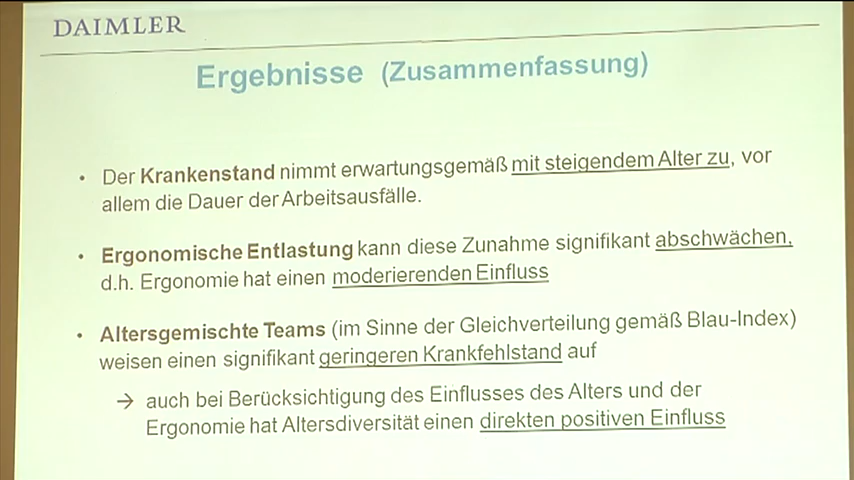 DAIMLER
Ergebnisse (Zusammenfassung)
• Der Krankenstand nimmt erwartungsgemäß mit steigendem Alter zu, vor
allem die Dauer der Arbeitsausfälle.
• Ergonomische Entlastung kann diese Zunahme signifikant abschwächen,
d.h. Ergonomie hat einen moderierenden Einfluss
• Altersgemischte Teams (im Sinne der Gleichverteilung gemäß Blau-Index)
weisen einen signifikant geringeren Krankfehlstand auf
→ auch bei Berücksichtigung des Einflusses des Alters und der
Ergonomie hat Altersdiversität einen direkten positiven Einfluss